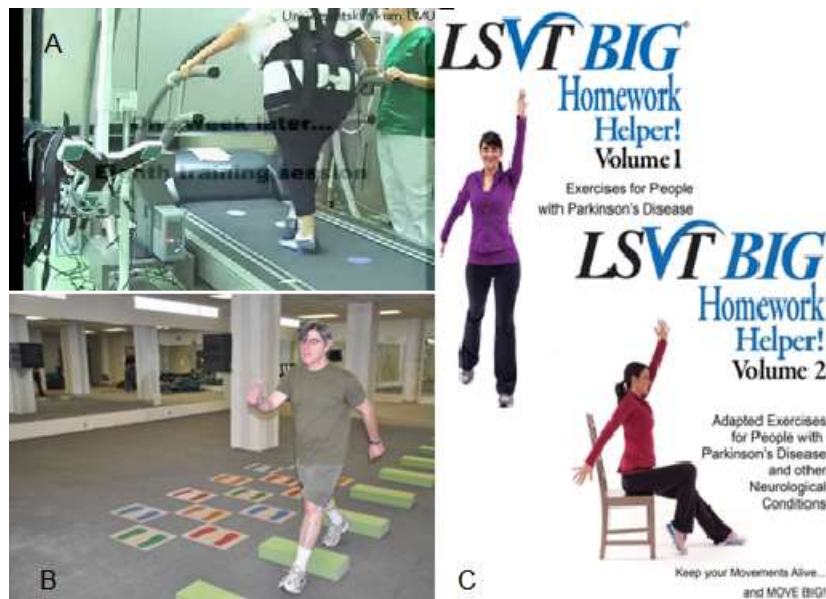 A
Universitätsklinikum LMU
One week later...
Eighth training session
B
LSVT BIG®
Homework
Helper!
Volume 1
Exercises for People
with Parkinson's Disease
LSVT BIG
Homework
Helper!
Volume 2
Adapted Exercises
for People with
Parkinson's Disease
and other
Neurological
Conditions
Keep your Movements Alive...
and MOVE BIG!
C